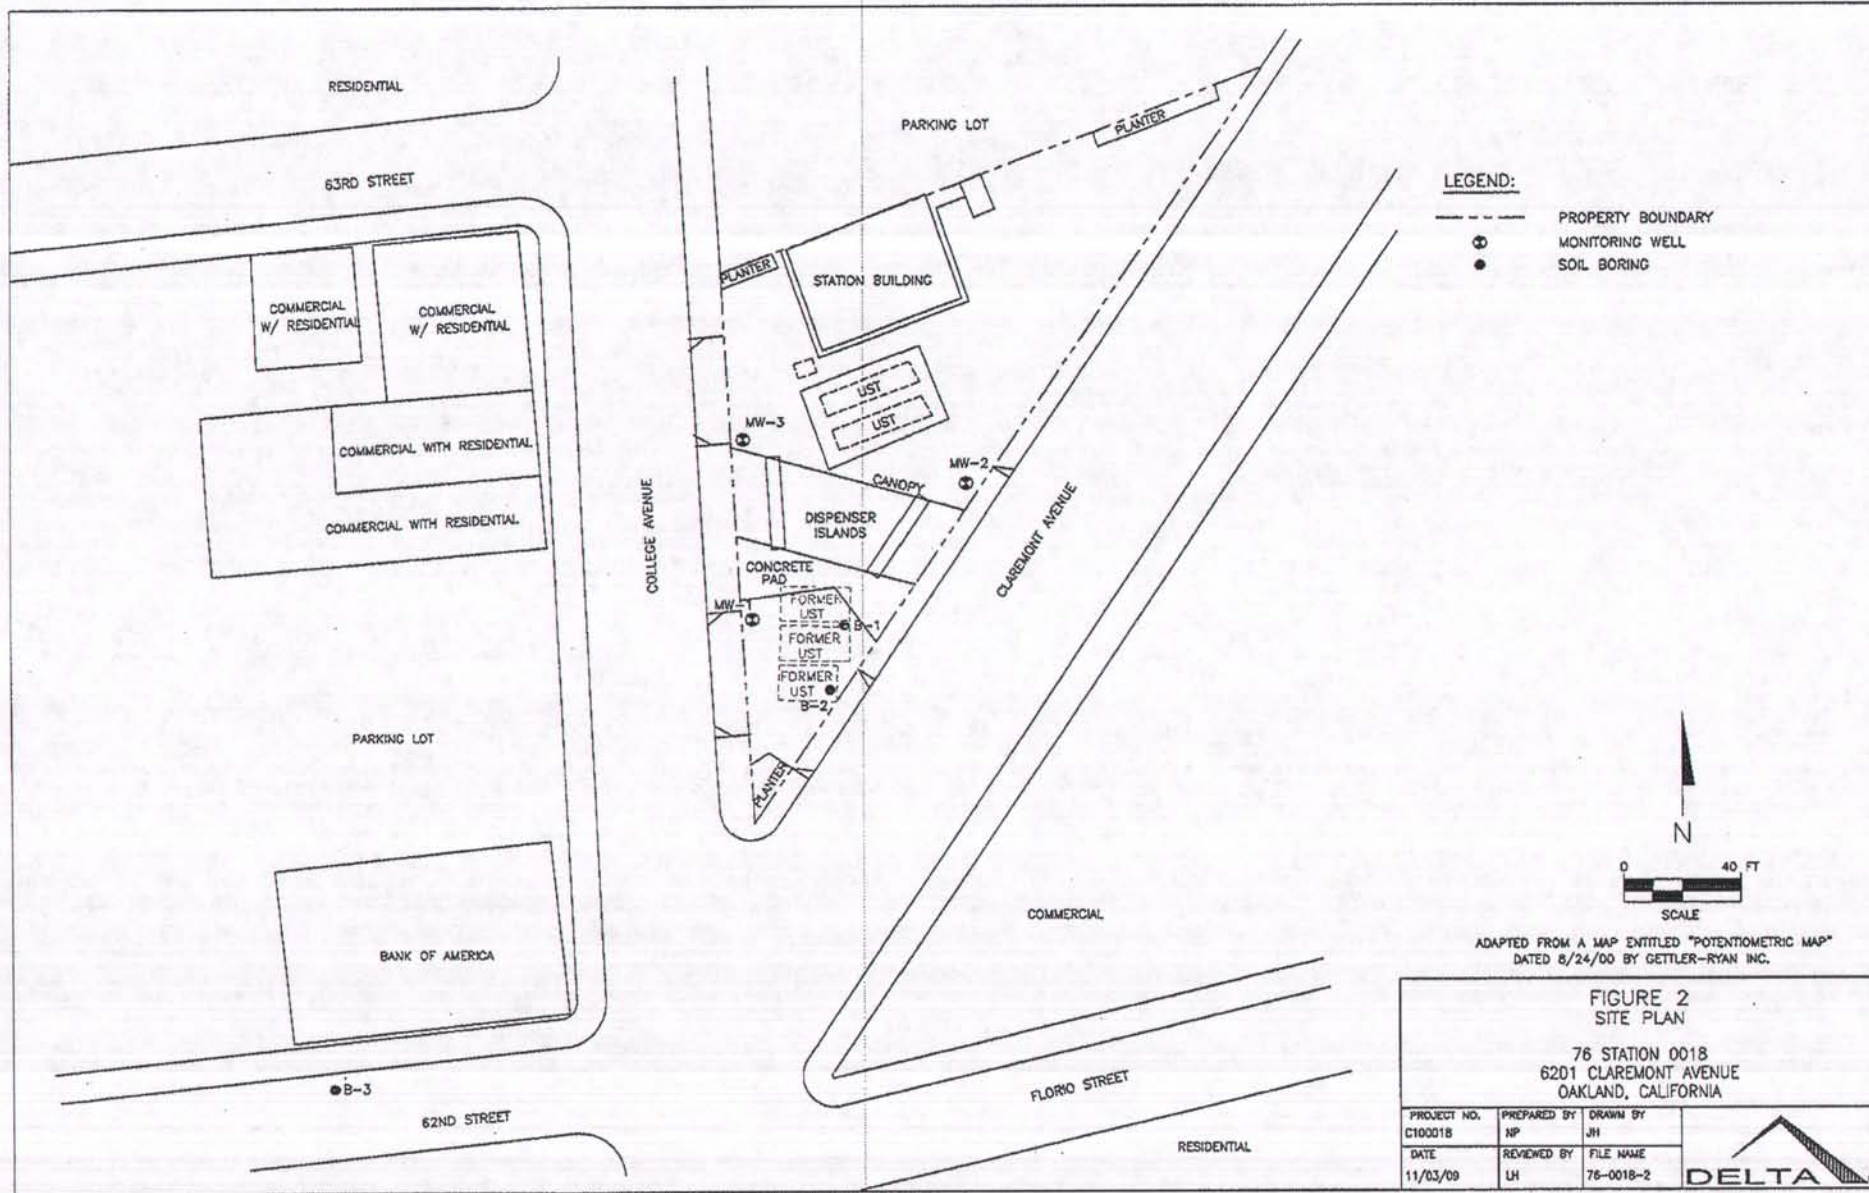 RESIDENTIAL
63RD STREET
COMMERCIAL
W/ RESIDENTIAL
COMMERCIAL
W/ RESIDENTIAL
COMMERCIAL WITH RESIDENTIAL
COMMERCIAL WITH RESIDENTIAL
PARKING LOT
BANK OF AMERICA
B-3
62ND STREET
COLLEGE AVENUE
PARKING LOT
PLANTER
PLANTER
STATION BUILDING
UST
UST
MW-3
MW-2
CANOPY
DISPENSER
ISLANDS
CONCRETE
PAD
MW-1
FORMER
UST
B-1
FORMER
UST
FORMER
UST
B-2
PLANTER
CLAREMONT AVENUE
COMMERCIAL
FLORIO STREET
RESIDENTIAL
LEGEND:
PROPERTY BOUNDARY
MONITORING WELL
SOIL BORING
N
0 40 FT
SCALE
ADAPTED FROM A MAP ENTITLED "POTENTIOMETRIC MAP"
DATED 8/24/00 BY GETTLER-RYAN INC.
FIGURE 2
SITE PLAN
76 STATION 0018
6201 CLAREMONT AVENUE
OAKLAND, CALIFORNIA
PROJECT NO. PREPARED BY DRAWN BY
C100018 NP JH
DATE REVIEWED BY FILE NAME
11/03/09 LH 76-0018-2
DELTA